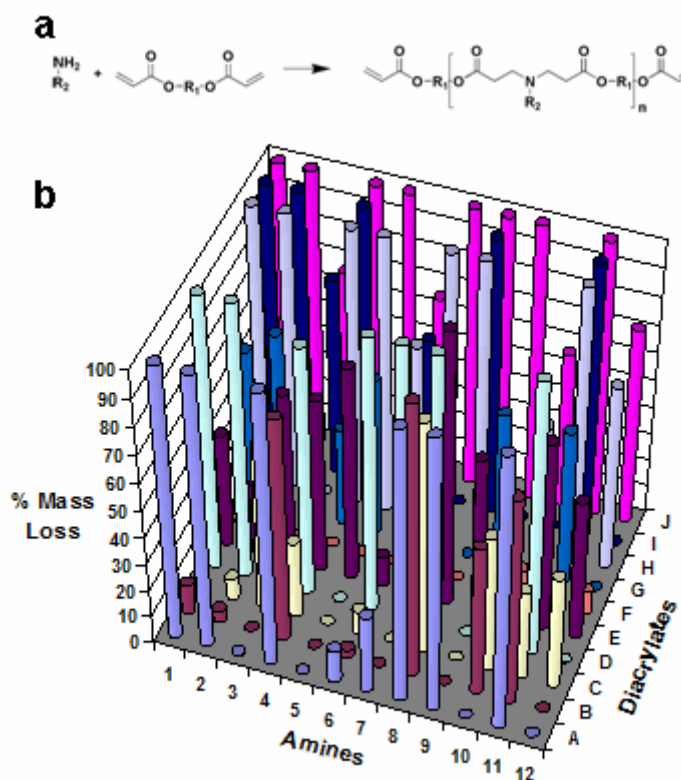 a
NH2 R2 + O O-R1-O O → O O-R1 O O N R2 O O-R1 n O O
b
100
90
80
70
60
50
40
30
20
10
0
% Mass
Loss
1 2 3 4 5 6 7 8 9 10 11 12
Amines
A B C D E F G H I J
Diacrylates